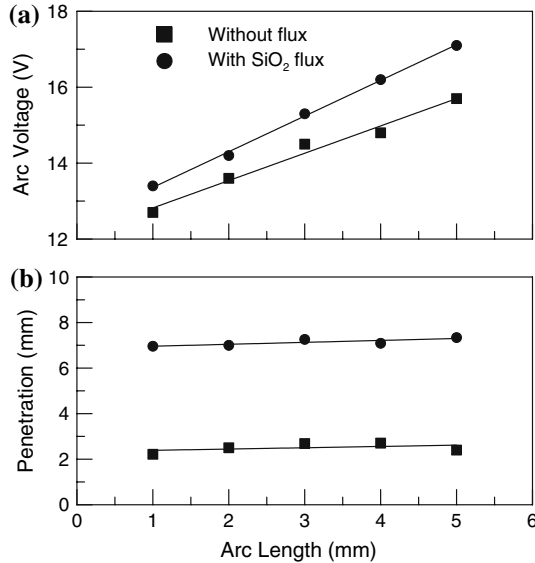 (a)
18
16
14
12
Arc Voltage (V)
Without flux
With SiO₂ flux
(b)
10
8
6
4
2
0
Penetration (mm)
0 1 2 3 4 5 6
Arc Length (mm)